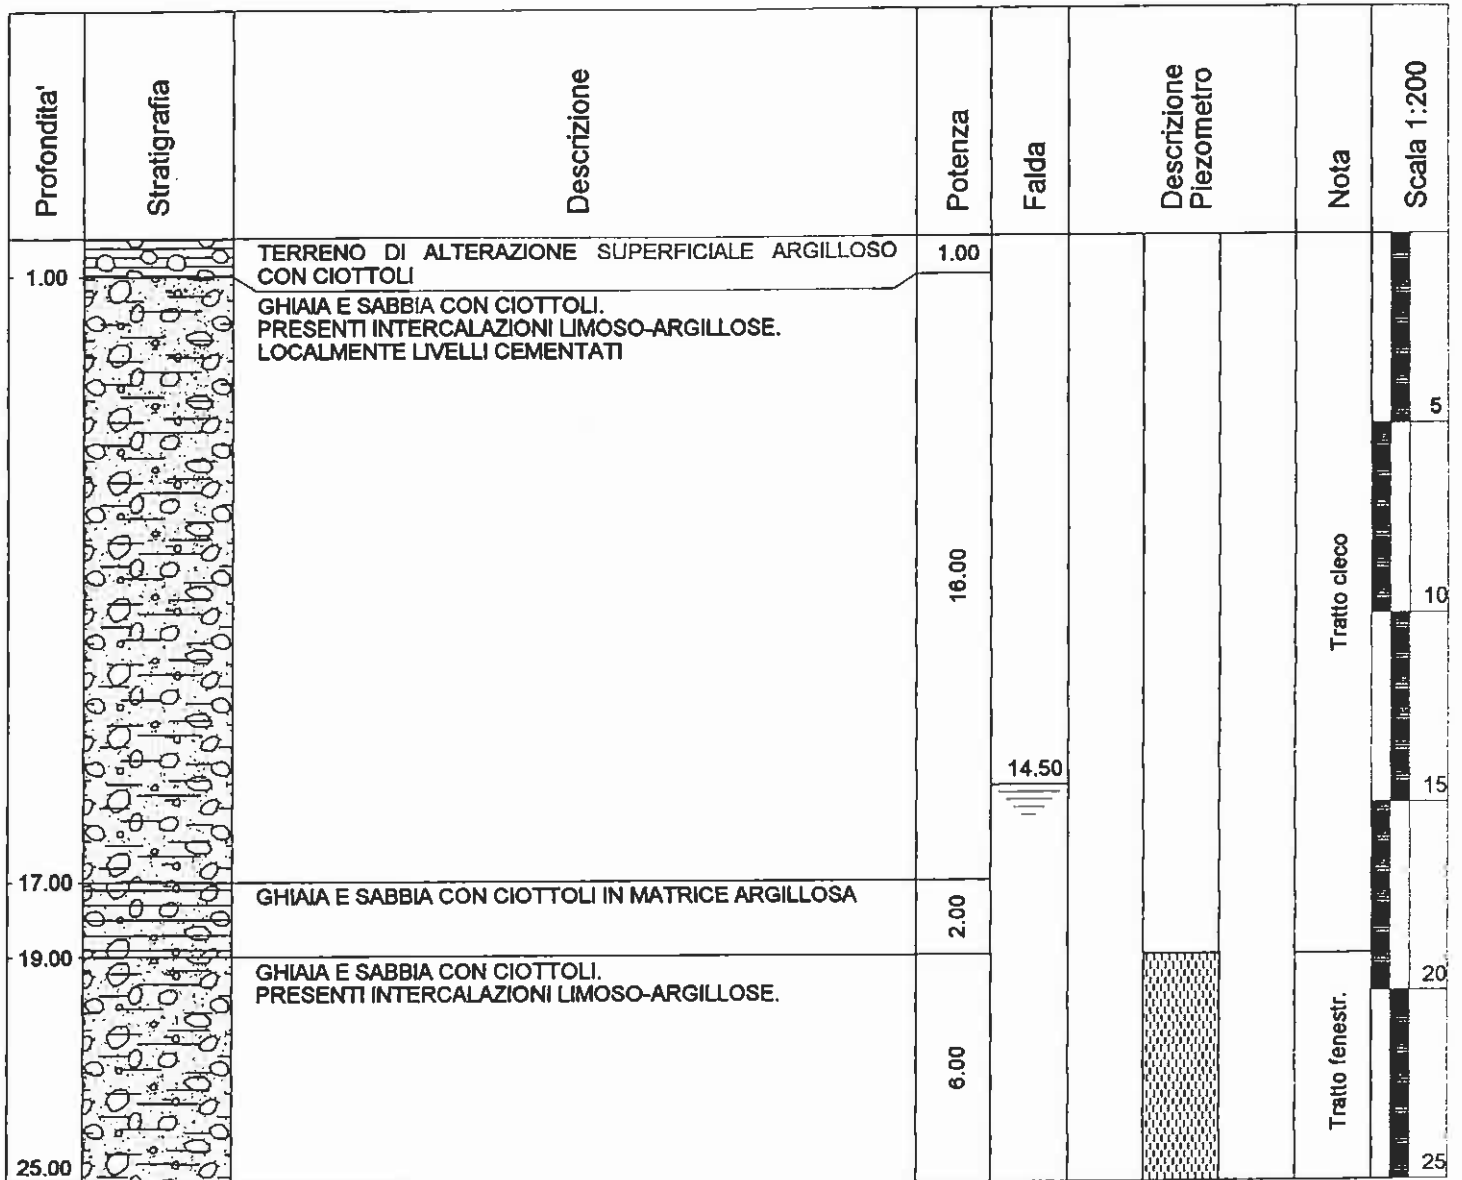 Profondita'
Stratigrafia
Descrizione
Potenza
Falda
Descrizione
Piezometro
Nota
Scala 1:200
TERRENO DI ALTERAZIONE SUPERFICIALE ARGILLOSO
CON CIOTTOLI
1.00
1.00
GHIAIA E SABBIA CON CIOTTOLI.
PRESENTI INTERCALAZIONI LIMOSO-ARGILLOSE.
LOCALMENTE LIVELLI CEMENTATI
16.00
14.50
Tratto cieco
5
10
15
17.00
GHIAIA E SABBIA CON CIOTTOLI IN MATRICE ARGILLOSA
2.00
19.00
GHIAIA E SABBIA CON CIOTTOLI.
PRESENTI INTERCALAZIONI LIMOSO-ARGILLOSE.
6.00
Tratto fenestr.
20
25.00
25